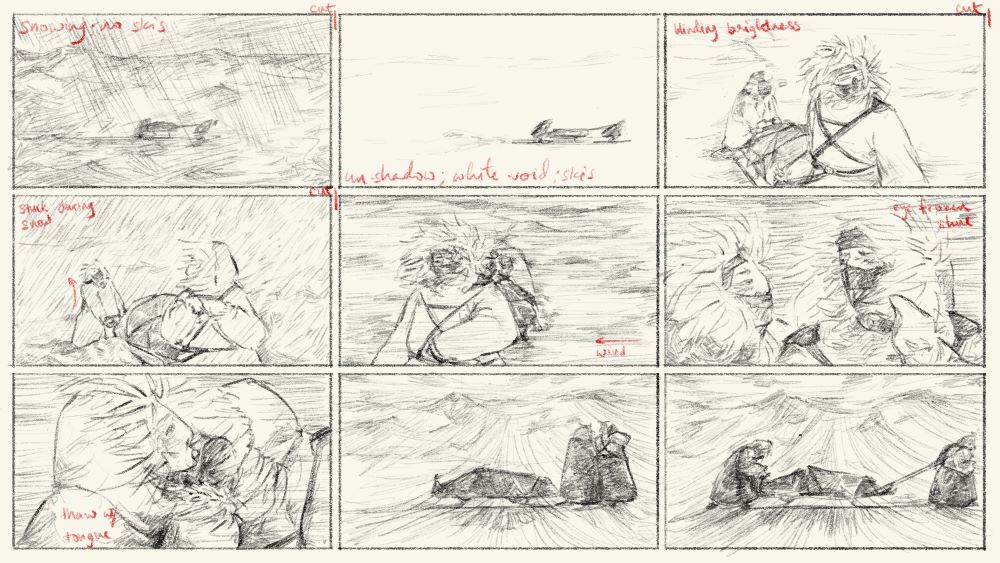 cut
cut
snowing; no skis
blinding brightness
un shadow; white void; skis
cut
stuck during
snow
eye frozen
shut
wind
thaw w/
tongue